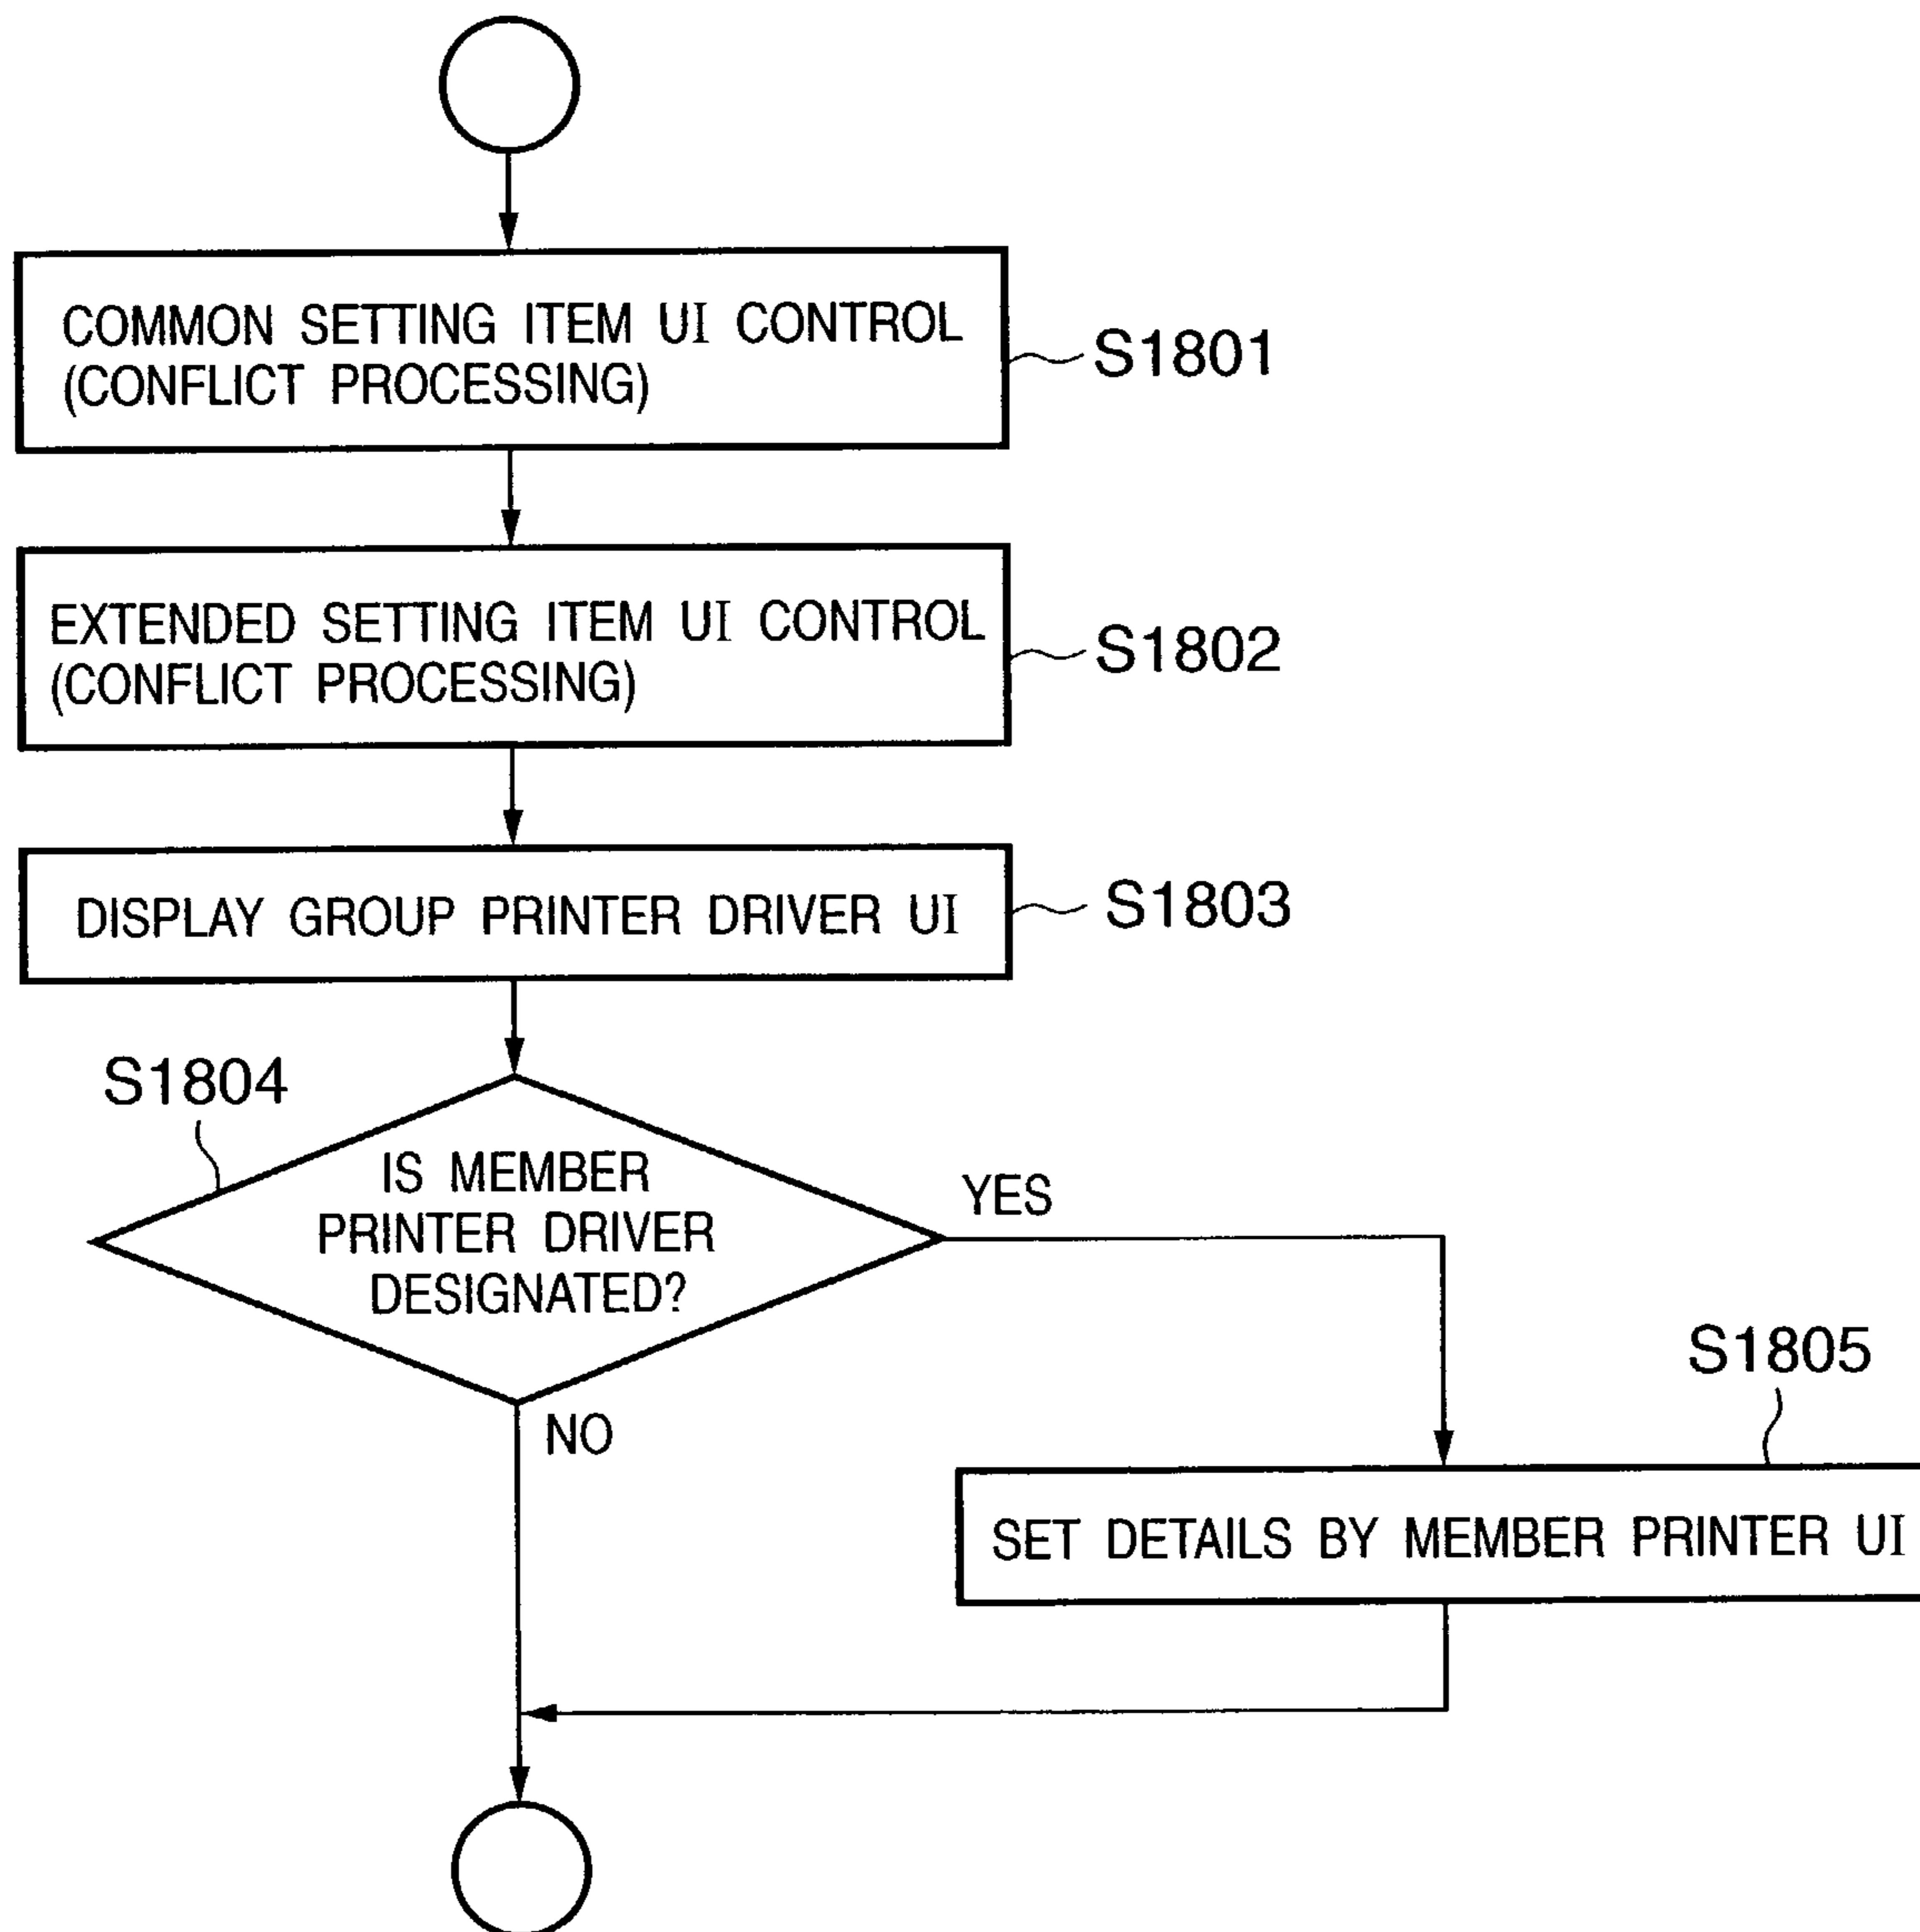 COMMON SETTING ITEM UI CONTROL
(CONFLICT PROCESSING)
S1801
EXTENDED SETTING ITEM UI CONTROL
(CONFLICT PROCESSING)
S1802
DISPLAY GROUP PRINTER DRIVER UI
S1803
S1804
IS MEMBER
PRINTER DRIVER
DESIGNATED?
YES
NO
S1805
SET DETAILS BY MEMBER PRINTER UI